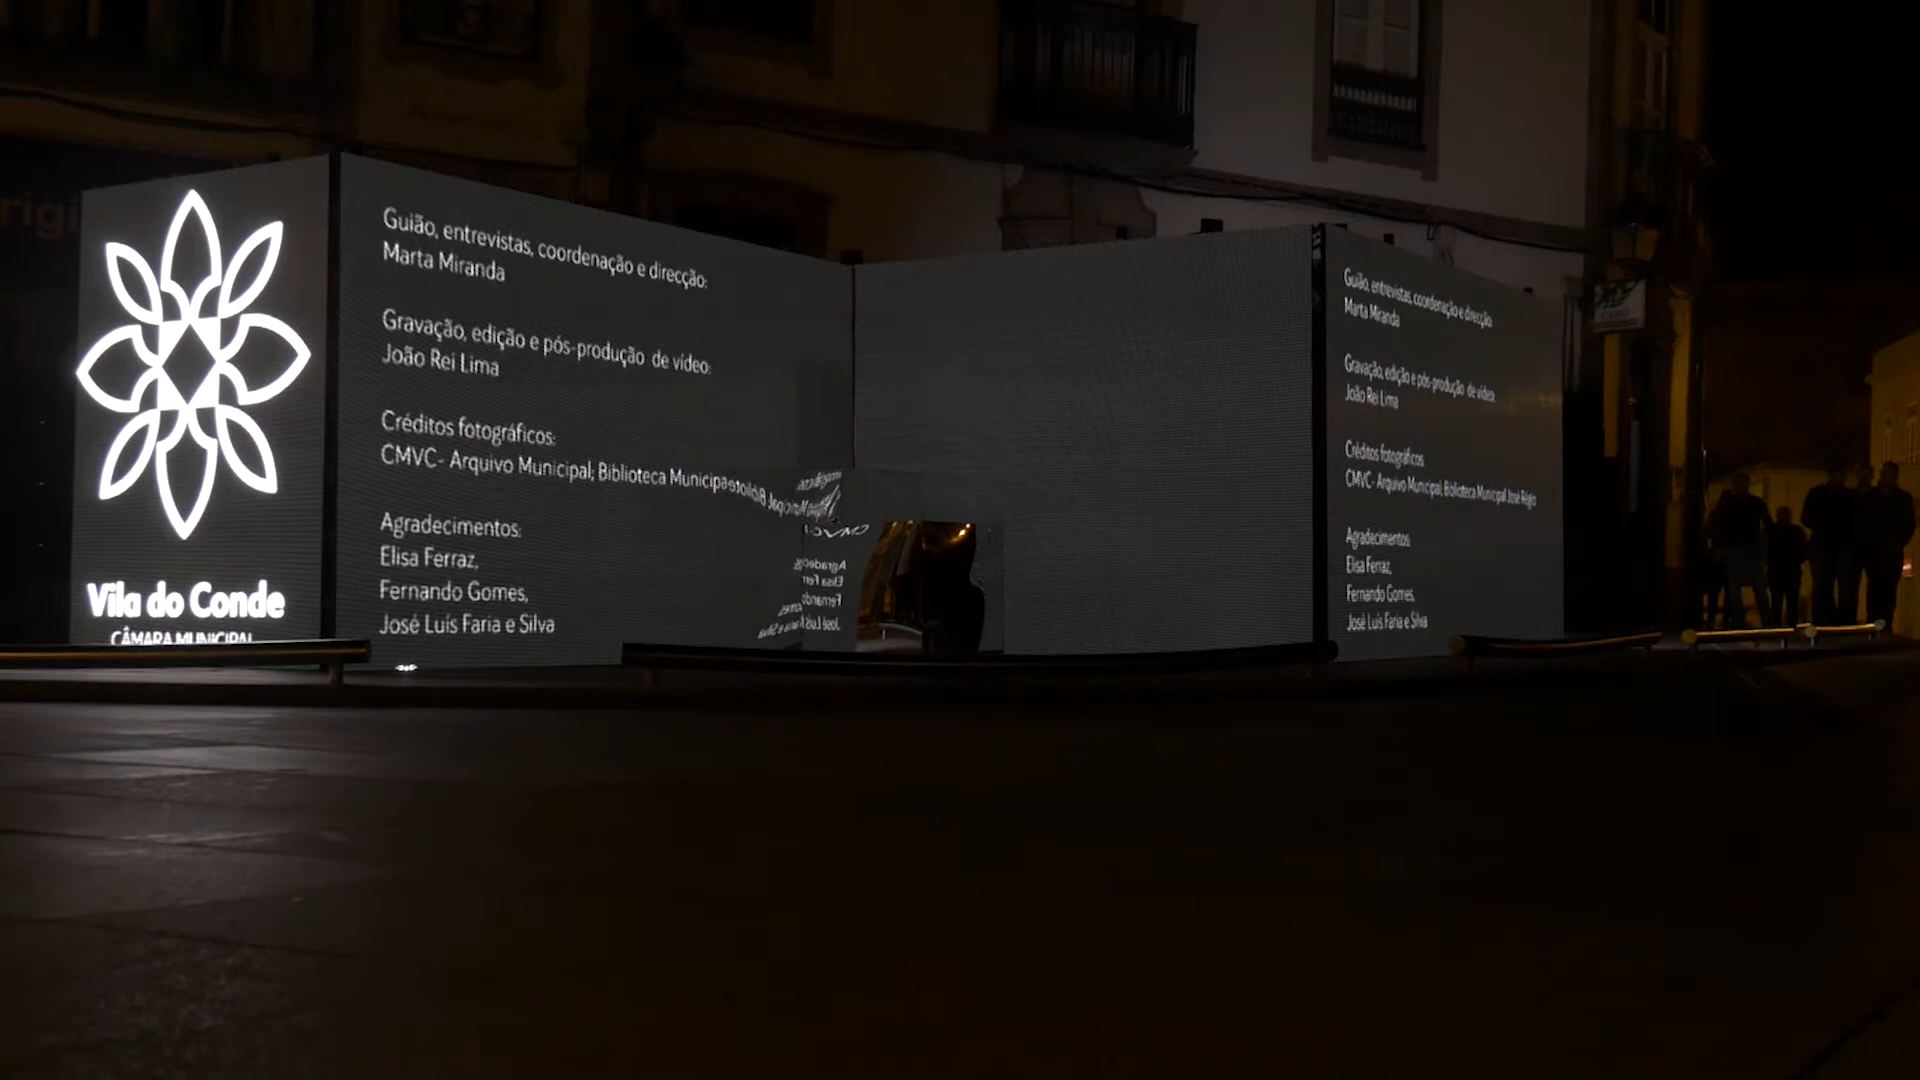 Vila do Conde
CÂMARA MUNICIPAL
Guião, entrevistas, coordenação e direcção:
Marta Miranda
Gravação, edição e pós-produção de vídeo:
João Rei Lima
Créditos fotográficos:
CMVC- Arquivo Municipal; Biblioteca Municipa
Agradecimentos:
Elisa Ferraz,
Fernando Gomes,
José Luís Faria e Silva
Guião, entrevistas, coordenação e direcção:
Marta Miranda
Gravação, edição e pós-produção de vídeo:
João Rei Lima
Créditos fotográficos:
CMVC- Arquivo Municipal; Biblioteca Municipal José Régio
Agradecimentos:
Elisa Ferraz,
Fernando Gomes,
José Luís Faria e Silva